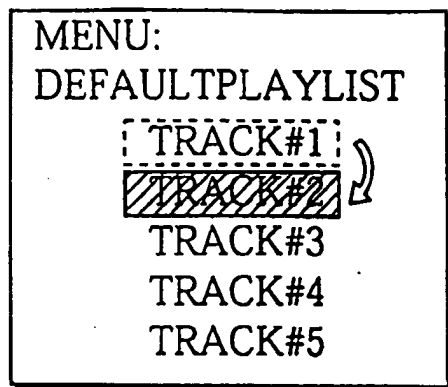 MENU:
DEFAULTPLAYLIST
TRACK#1
TRACK#2
TRACK#3
TRACK#4
TRACK#5